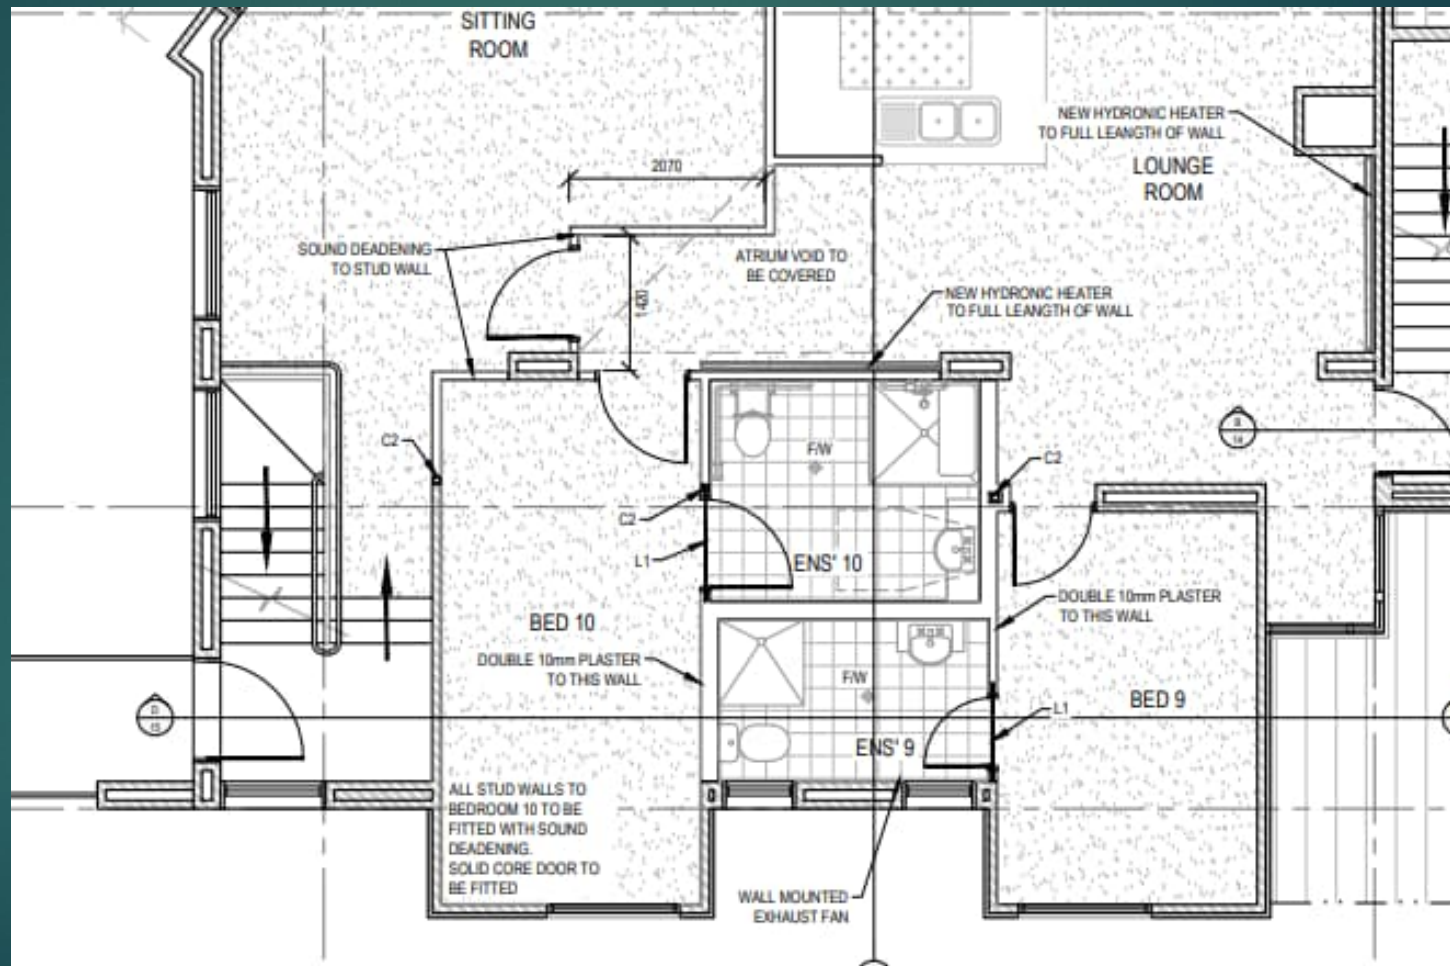 SITTING
ROOM
NEW HYDRONIC HEATER
TO FULL LEANGTH OF WALL
2070
LOUNGE
ROOM
SOUND DEADENING
TO STUD WALL
ATRIUM VOID TO
BE COVERED
1420
NEW HYDRONIC HEATER
TO FULL LEANGTH OF WALL
C2
F/W
C2
C2
L1
ENS' 10
DOUBLE 10mm PLASTER
TO THIS WALL
BED 10
DOUBLE 10mm PLASTER
TO THIS WALL
F/W
BED 9
L1
D
15
ENS' 9
ALL STUD WALLS TO
BEDROOM 10 TO BE
FITTED WITH SOUND
DEADENING.
SOLID CORE DOOR TO
BE FITTED
WALL MOUNTED
EXHAUST FAN